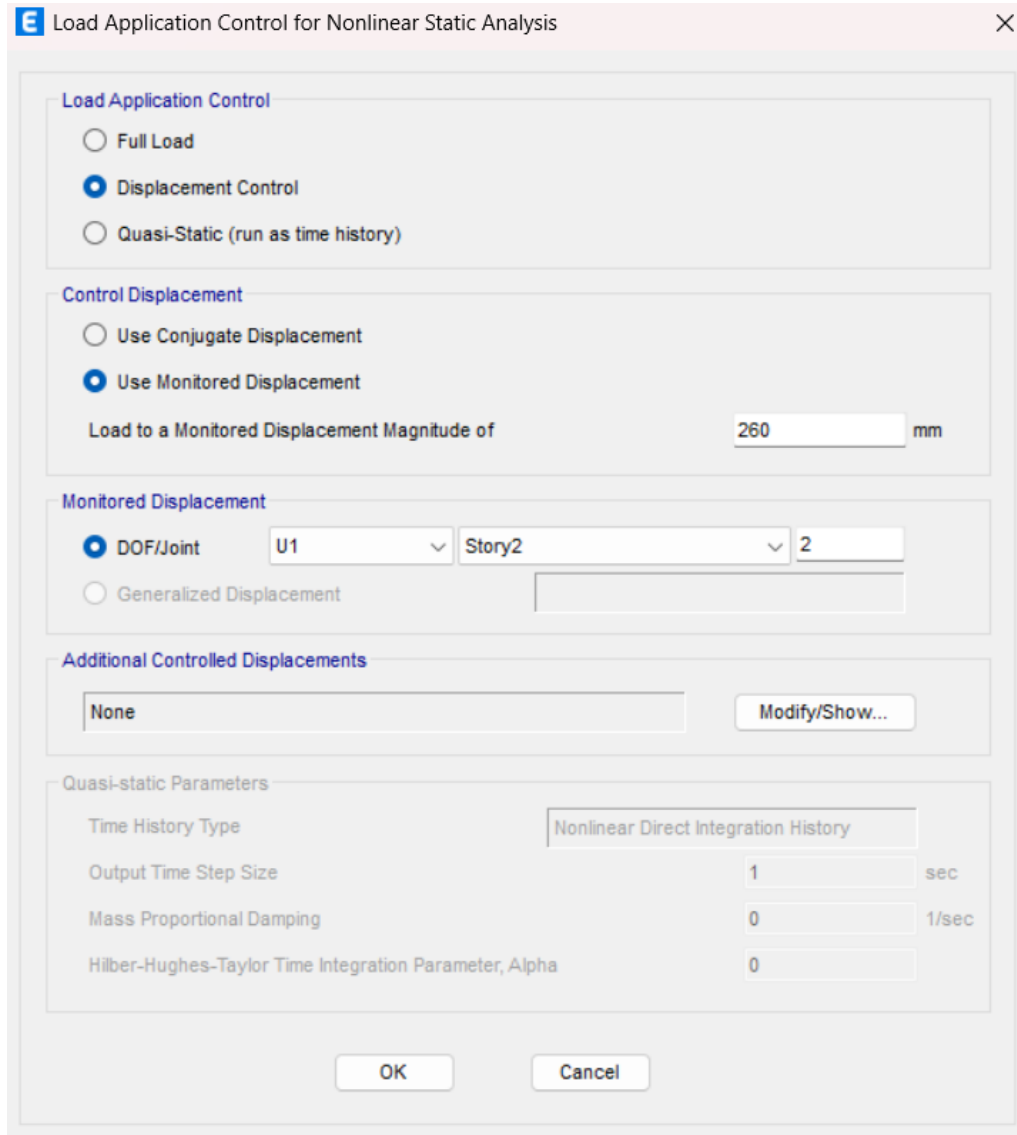 Load Application Control for Nonlinear Static Analysis
Load Application Control
Full Load
Displacement Control
Quasi-Static (run as time history)
Control Displacement
Use Conjugate Displacement
Use Monitored Displacement
Load to a Monitored Displacement Magnitude of 260 mm
Monitored Displacement
DOF/Joint U1 Story2 2
Generalized Displacement
Additional Controlled Displacements
None Modify/Show...
Quasi-static Parameters
Time History Type Nonlinear Direct Integration History
Output Time Step Size 1 sec
Mass Proportional Damping 0 1/sec
Hilber-Hughes-Taylor Time Integration Parameter, Alpha 0
OK Cancel